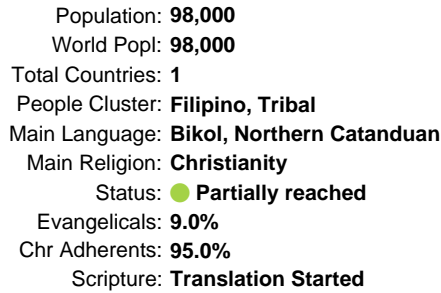 Population: 98,000
World Popl: 98,000
Total Countries: 1
People Cluster: Filipino, Tribal
Main Language: Bikol, Northern Catanduan
Main Religion: Christianity
Status: Partially reached
Evangelicals: 9.0%
Chr Adherents: 95.0%
Scripture: Translation Started